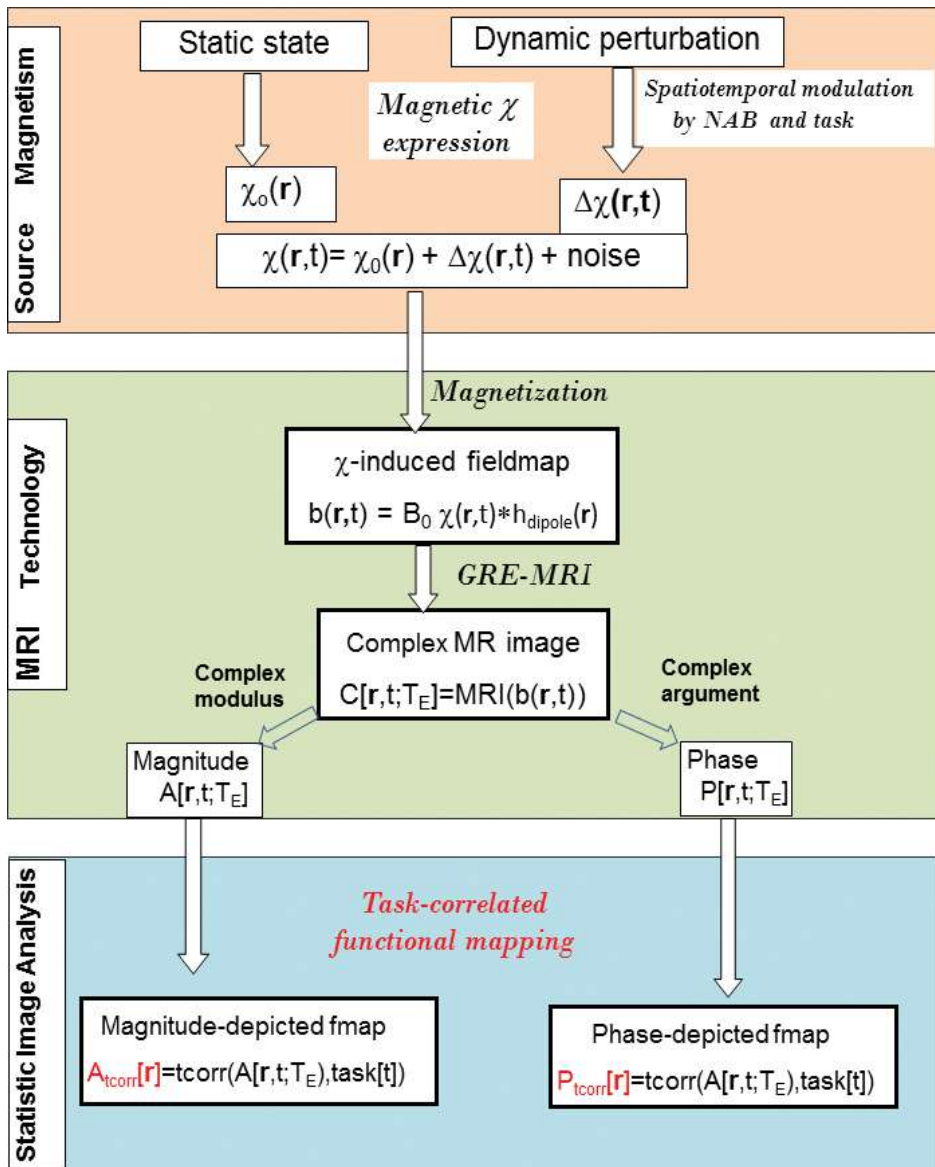 Source Magnetism
Static state
Dynamic perturbation
Magnetic χ
expression
Spatiotemporal modulation
by NAB and task
χ₀(r)
Δχ(r,t)
χ(r,t)= χ₀(r) + Δχ(r,t) + noise
MRI Technology
Magnetization
χ-induced fieldmap
b(r,t) = B₀ χ(r,t)*h_dipole(r)
GRE-MRI
Complex MR image
C[r,t;T_E]=MRI(b(r,t))
Complex
modulus
Complex
argument
Magnitude
A[r,t;T_E]
Phase
P[r,t;T_E]
Statistic Image Analysis
Task-correlated
functional mapping
Magnitude-depicted fmap
A_tcorr[r]=tcorr(A[r,t;T_E),task[t])
Phase-depicted fmap
P_tcorr[r]=tcorr(A[r,t;T_E),task[t])